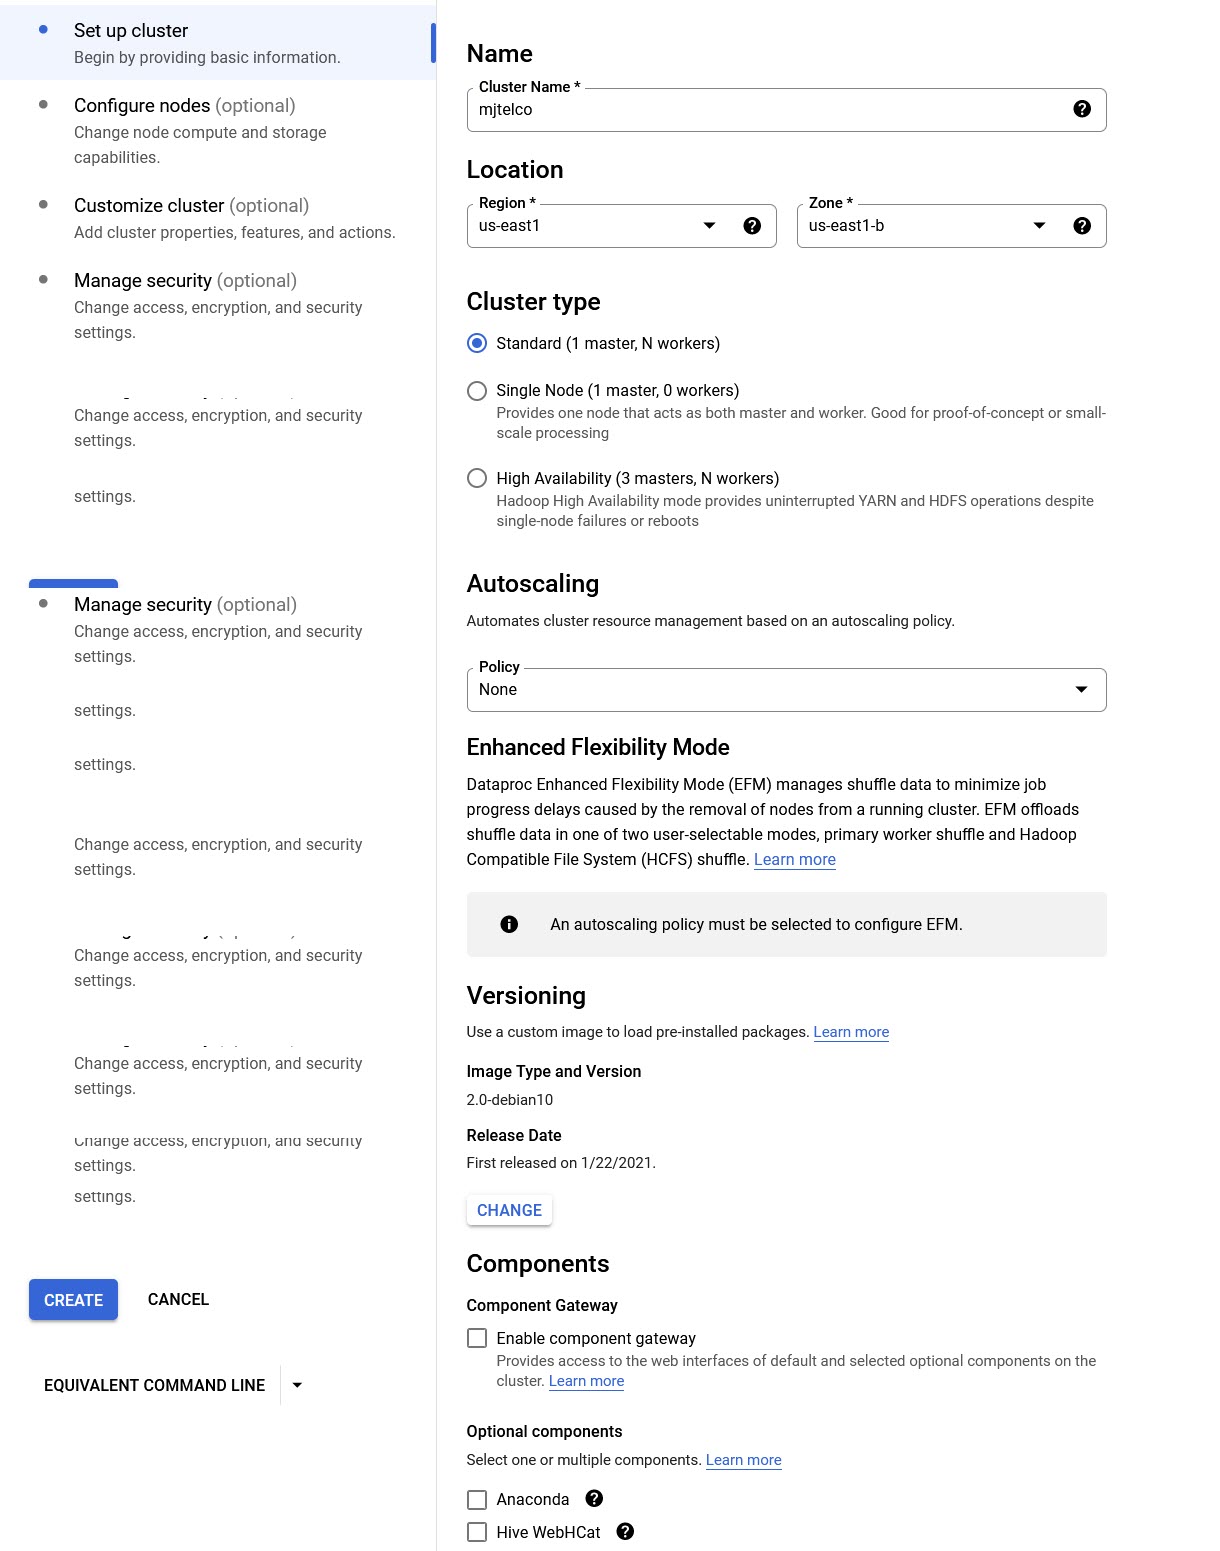 Set up cluster
Begin by providing basic information.
Configure nodes (optional)
Change node compute and storage
capabilities.
Customize cluster (optional)
Add cluster properties, features, and actions.
Manage security (optional)
Change access, encryption, and security
settings.
Change access, encryption, and security
settings.
settings.
Manage security (optional)
Change access, encryption, and security
settings.
settings.
settings.
Change access, encryption, and security
settings.
Change access, encryption, and security
settings.
Change access, encryption, and security
settings.
Change access, encryption, and security
settings.
settings.
CREATE
CANCEL
EQUIVALENT COMMAND LINE
Name
Cluster Name *
mjtelco
Location
Region *
us-east1
Zone *
us-east1-b
Cluster type
Standard (1 master, N workers)
Single Node (1 master, 0 workers)
Provides one node that acts as both master and worker. Good for proof-of-concept or small-
scale processing
High Availability (3 masters, N workers)
Hadoop High Availability mode provides uninterrupted YARN and HDFS operations despite
single-node failures or reboots
Autoscaling
Automates cluster resource management based on an autoscaling policy.
Policy
None
Enhanced Flexibility Mode
Dataproc Enhanced Flexibility Mode (EFM) manages shuffle data to minimize job
progress delays caused by the removal of nodes from a running cluster. EFM offloads
shuffle data in one of two user-selectable modes, primary worker shuffle and Hadoop
Compatible File System (HCFS) shuffle. Learn more
An autoscaling policy must be selected to configure EFM.
Versioning
Use a custom image to load pre-installed packages. Learn more
Image Type and Version
2.0-debian10
Release Date
First released on 1/22/2021.
CHANGE
Components
Component Gateway
Enable component gateway
Provides access to the web interfaces of default and selected optional components on the
cluster. Learn more
Optional components
Select one or multiple components. Learn more
Anaconda
Hive WebHCat